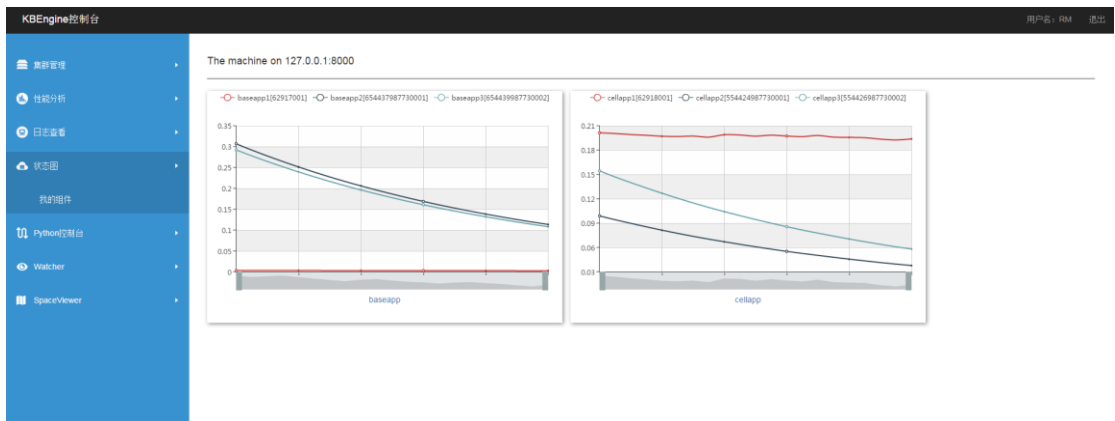 KBEngine控制台
用户名：RM 退出
集群管理
性能分析
日志查看
状态图
我的组件
Python控制台
Watcher
SpaceViewer
The machine on 127.0.0.1:8000
baseapp1[62917001] baseapp2[654437987730001] baseapp3[654439987730002]
0.35
0.3
0.25
0.2
0.15
0.1
0.05
0
baseapp
cellapp1[62918001] cellapp2[554424987730001] cellapp3[554426987730002]
0.21
0.18
0.15
0.12
0.09
0.06
0.03
cellapp